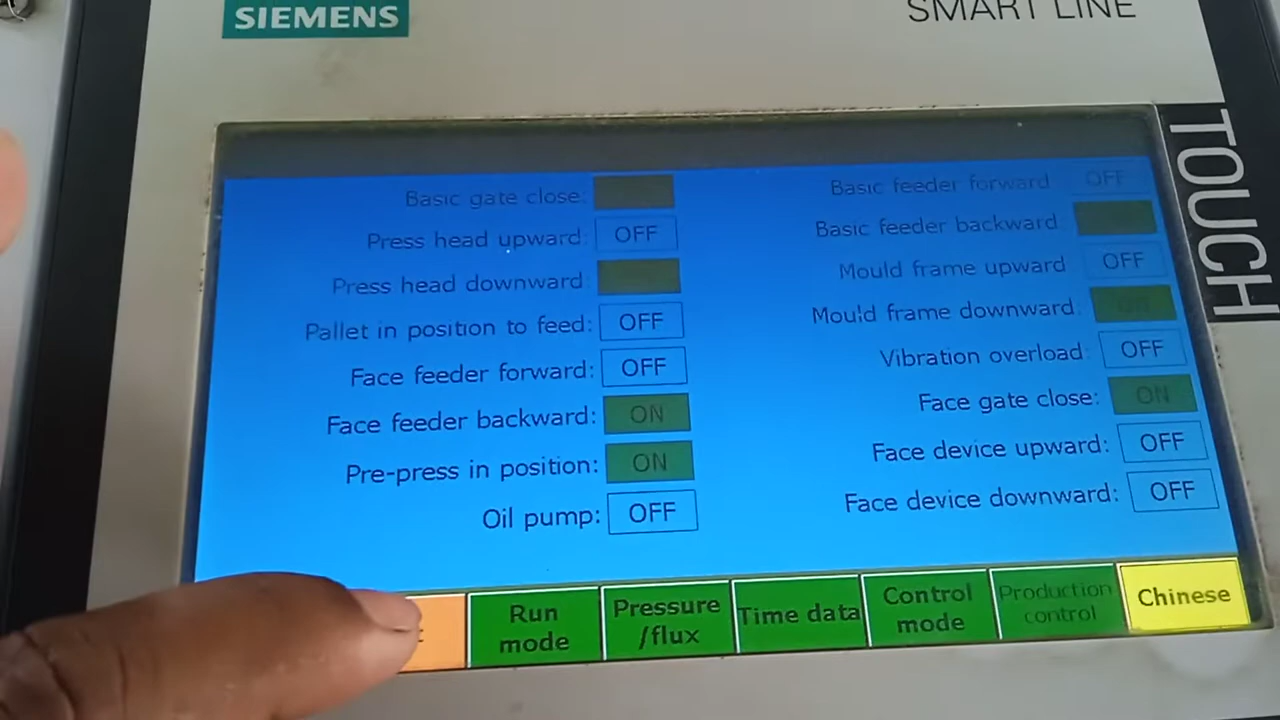 SIEMENS
SMART LINE
TOUCH
Basic gate close:
Press head upward: OFF
Press head downward:
Pallet in position to feed: OFF
Face feeder forward: OFF
Face feeder backward: ON
Pre-press in position: ON
Oil pump: OFF
Basic feeder forward OFF
Basic feeder backward
Mould frame upward OFF
Mould frame downward: ON
Vibration overload: OFF
Face gate close: ON
Face device upward: OFF
Face device downward: OFF
Run
mode
Pressure
/flux
Time data
Control
mode
Production
control
Chinese